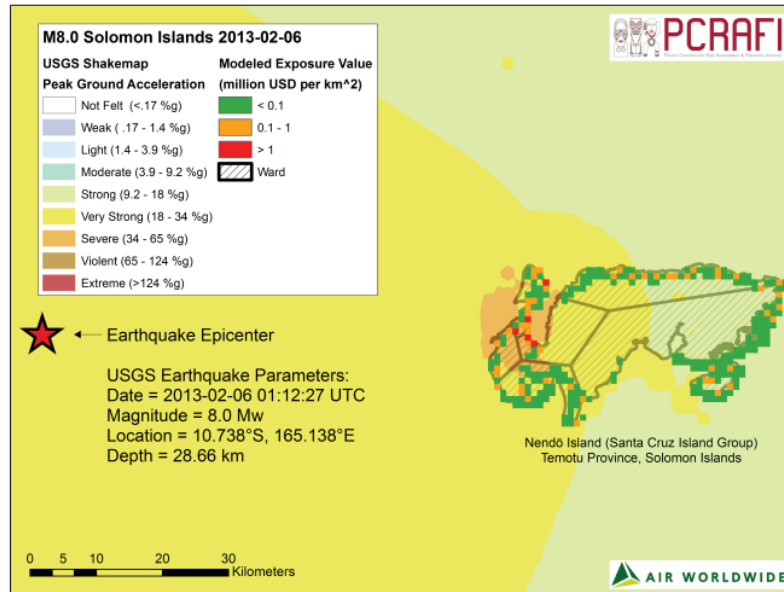 M8.0 Solomon Islands 2013-02-06
USGS Shakemap
Peak Ground Acceleration
Not Felt (<.17 %g)
Weak ( .17 - 1.4 %g)
Light (1.4 - 3.9 %g)
Moderate (3.9 - 9.2 %g)
Strong (9.2 - 18 %g)
Very Strong (18 - 34 %g)
Severe (34 - 65 %g)
Violent (65 - 124 %g)
Extreme (>124 %g)
Modeled Exposure Value
(million USD per km^2)
< 0.1
0.1 - 1
> 1
Ward
PCRAFI
Earthquake Epicenter
USGS Earthquake Parameters:
Date = 2013-02-06 01:12:27 UTC
Magnitude = 8.0 Mw
Location = 10.738°S, 165.138°E
Depth = 28.66 km
Nendö Island (Santa Cruz Island Group)
Temotu Province, Solomon Islands
0 5 10 20 30
Kilometers
AIR WORLDWIDE